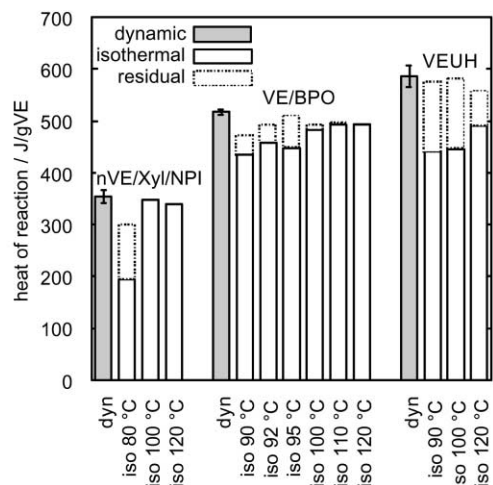 700
600
500
400
300
200
100
0
heat of reaction / J/gVE
dynamic
isothermal
residual
nVE/Xyl/NPI
VE/BPO
VEUH
dyn
iso 80 °C
iso 100 °C
iso 120 °C
dyn
iso 90 °C
iso 92 °C
iso 95 °C
iso 100 °C
iso 110 °C
iso 120 °C
dyn
iso 90 °C
iso 100 °C
iso 120 °C